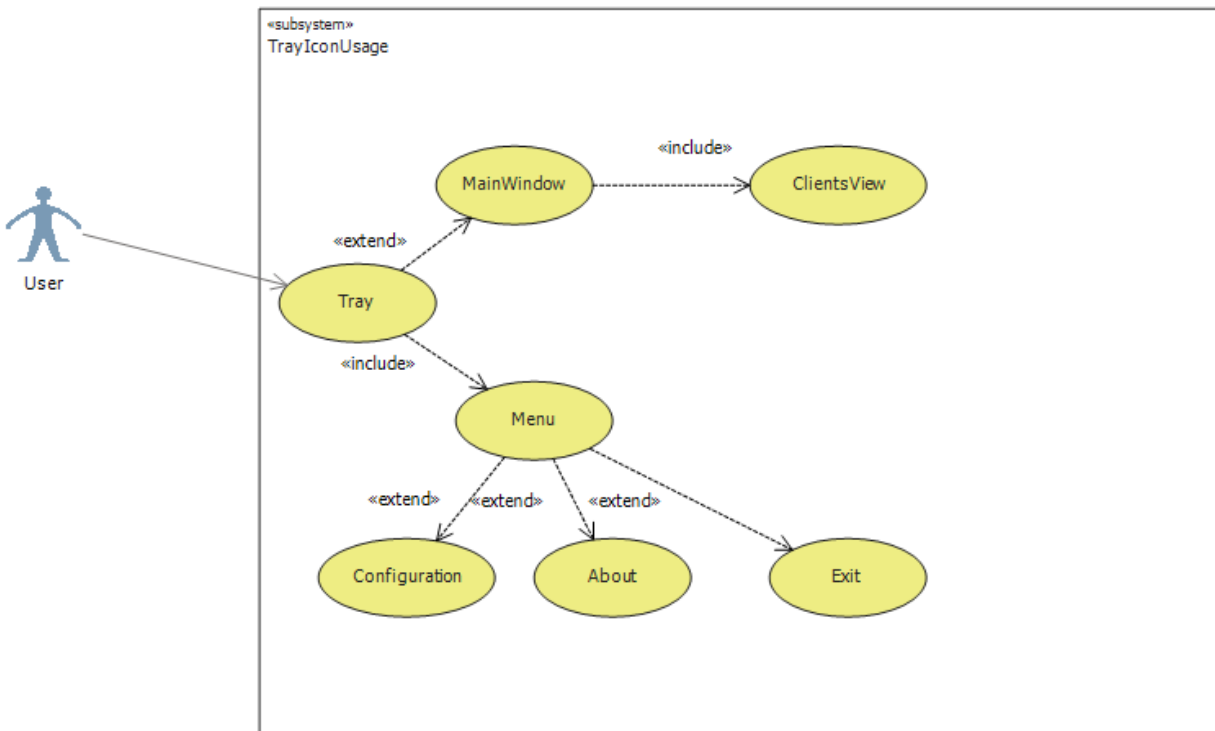 «subsystem»
TrayIconUsage
«include»
MainWindow
ClientsView
«extend»
User
Tray
«include»
Menu
«extend» «extend» «extend»
Configuration
About
Exit